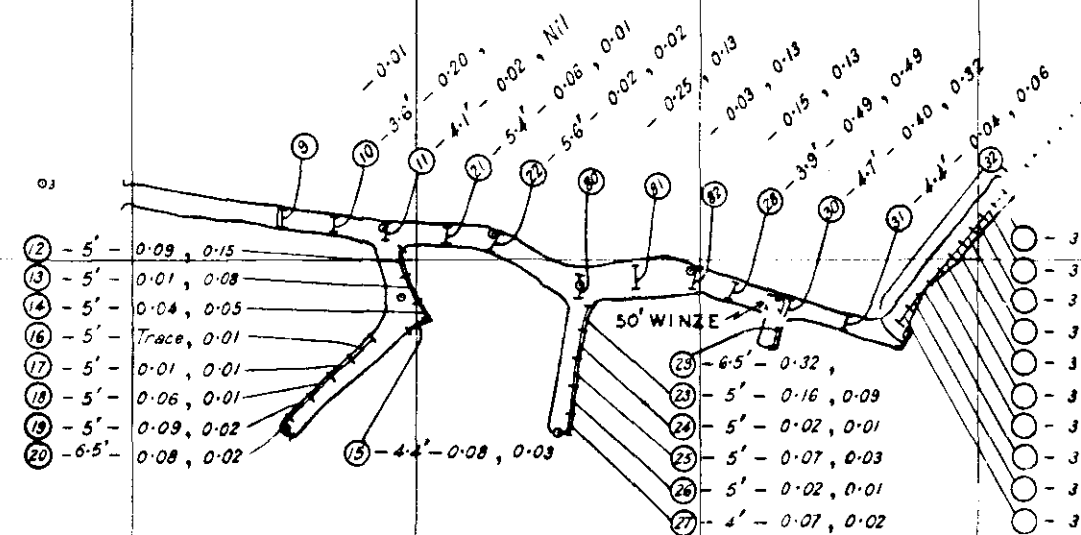 - 0.01
9
10 - 3.6' - 0.20 ,
11 - 4.1' - 0.02 , Nil
21 - 5.4' - 0.06 , 0.01
22 - 5.6' - 0.02 , 0.02
80 - 0.25 , 0.13
81 - 0.03 , 0.13
82 - 0.15 , 0.13
28 - 3.9' - 0.49 , 0.49
30 - 4.7' - 0.40 , 0.32
31 - 4.4' - 0.04 , 0.06
32
3
12 - 5' - 0.09 , 0.15
13 - 5' - 0.01 , 0.08
14 - 5' - 0.04 , 0.05
16 - 5' - Trace , 0.01
17 - 5' - 0.01 , 0.01
18 - 5' - 0.06 , 0.01
19 - 5' - 0.09 , 0.02
20 - 6.5' - 0.08 , 0.02
15 - 4.4' - 0.08 , 0.03
50' WINZE
29 - 6.5' - 0.32 ,
23 - 5' - 0.16 , 0.09
24 - 5' - 0.02 , 0.01
25 - 5' - 0.07 , 0.03
26 - 5' - 0.02 , 0.01
27 - 4' - 0.07 , 0.02
- 3
- 3
- 3
- 3
- 3
- 3
- 3
- 3
- 3
- 3